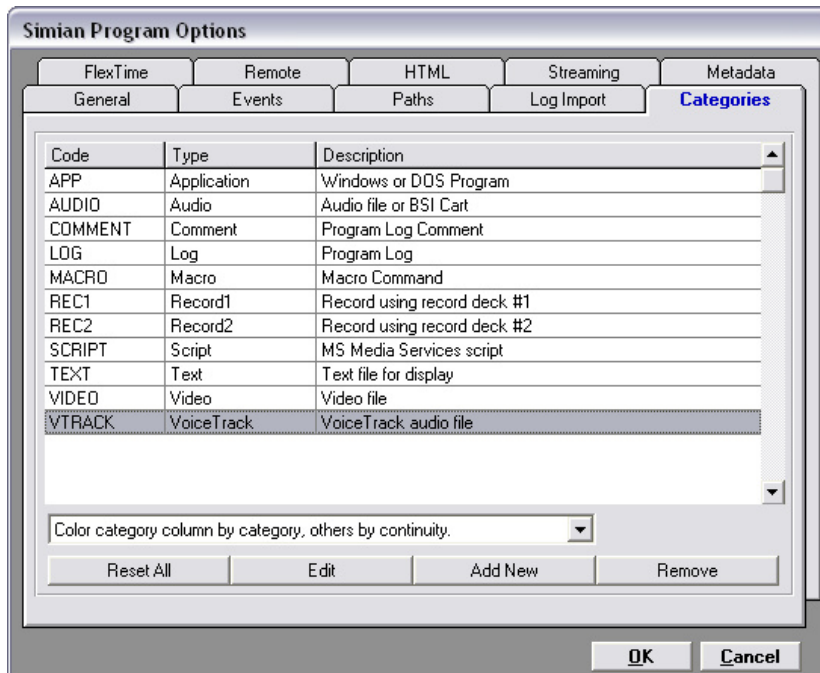 Simian Program Options
FlexTime Remote HTML Streaming Metadata
General Events Paths Log Import Categories
Code Type Description
APP Application Windows or DOS Program
AUDIO Audio Audio file or BSI Cart
COMMENT Comment Program Log Comment
LOG Log Program Log
MACRO Macro Macro Command
REC1 Record1 Record using record deck #1
REC2 Record2 Record using record deck #2
SCRIPT Script MS Media Services script
TEXT Text Text file for display
VIDEO Video Video file
VTRACK VoiceTrack VoiceTrack audio file
Color category column by category, others by continuity.
Reset All Edit Add New Remove
OK Cancel